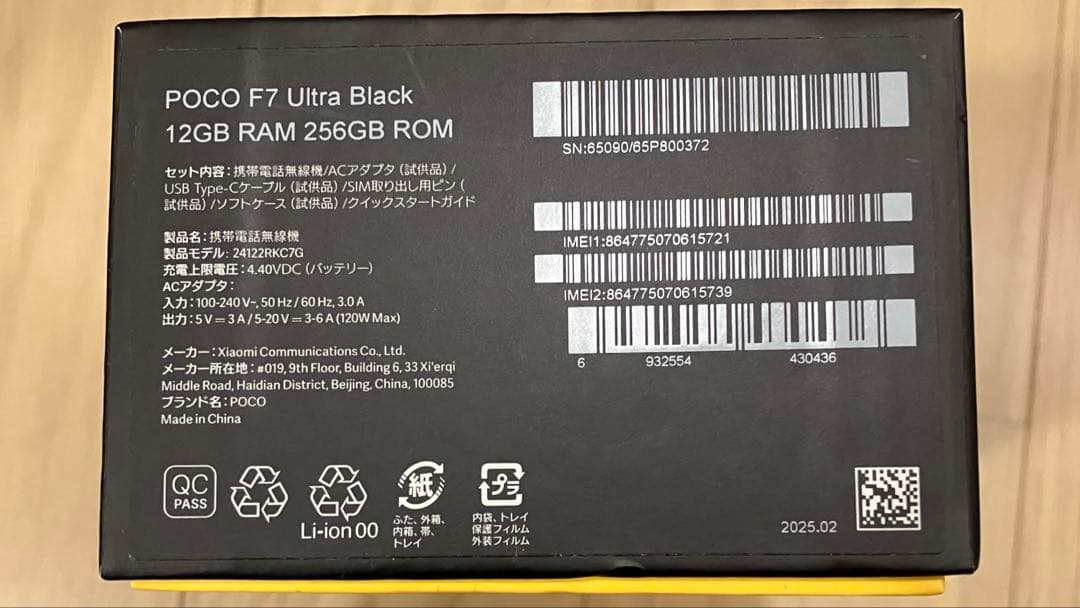 POCO F7 Ultra Black
12GB RAM 256GB ROM
セット内容:携帯電話無線機/ACアダプタ(試供品)/
USB Type-Cケーブル(試供品)/SIM取り出し用ピン(
試供品)/ソフトケース(試供品)/クイックスタートガイド
製品名:携帯電話無線機
製品モデル: 24122RKC7G
充電上限電圧:4.40VDC(バッテリー)
ACアダプタ:
入力:100-240 V~, 50 Hz / 60 Hz, 3.0 A
出力:5 V = 3 A / 5-20 V = 3-6 A (120W Max)
メーカー:Xiaomi Communications Co., Ltd.
メーカー所在地:#019, 9th Floor, Building 6, 33 Xi'erqi
Middle Road, Haidian District, Beijing, China, 100085
ブランド名:POCO
Made in China
SN:65090/65P800372
IMEI1:864775070615721
IMEI2:864775070615739
6 932554 430436
QC
PASS
Li-ion 00
紙
ふた、外箱、
内箱、帯、
トレイ
プラ
内袋、トレイ
保護フィルム
外装フィルム
2025.02